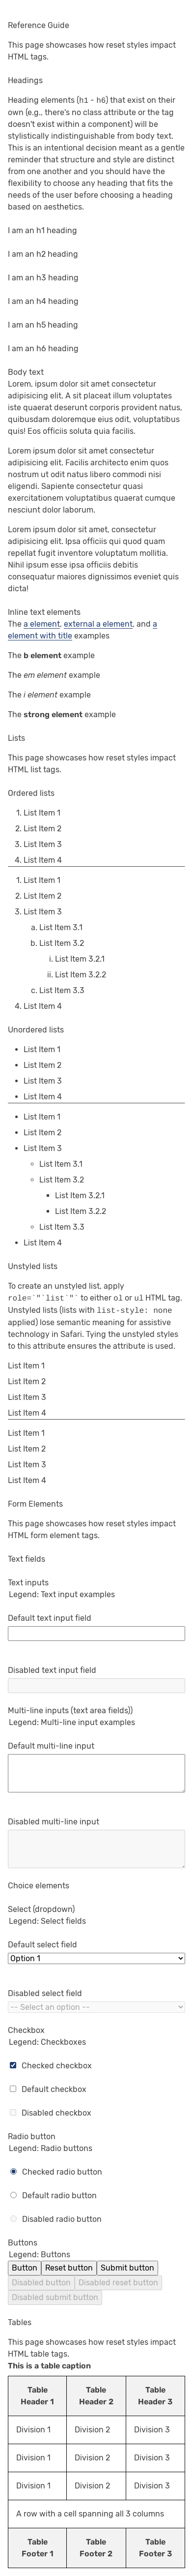 Reference Guide
This page showcases how reset styles impact
HTML tags.
Headings
Heading elements (h1 - h6) that exist on their
own (e.g., there's no class attribute or the tag
doesn't exist within a component) will be
stylistically indistinguishable from body text.
This is an intentional decision meant as a gentle
reminder that structure and style are distinct
from one another and you should have the
flexibility to choose any heading that fits the
needs of the user before choosing a heading
based on aesthetics.
I am an h1 heading
I am an h2 heading
I am an h3 heading
I am an h4 heading
I am an h5 heading
I am an h6 heading
Body text
Lorem, ipsum dolor sit amet consectetur
adipisicing elit. A sit placeat illum voluptates
iste quaerat deserunt corporis provident natus,
quibusdam doloremque eius odit, voluptatibus
quis! Eos officiis soluta quia facilis.
Lorem ipsum dolor sit amet consectetur
adipisicing elit. Facilis architecto enim quos
nostrum ut odit natus libero commodi nisi
eligendi. Sapiente consectetur quasi
exercitationem voluptatibus quaerat cumque
nesciunt dolor laborum.
Lorem ipsum dolor sit amet, consectetur
adipisicing elit. Ipsa officiis qui quod quam
repellat fugit inventore voluptatum mollitia.
Nihil ipsum esse ipsa officiis debitis
consequatur maiores dignissimos eveniet quis
dicta!
Inline text elements
The a element, external a element, and a
element with title examples
The b element example
The em element example
The i element example
The strong element example
Lists
This page showcases how reset styles impact
HTML list tags.
Ordered lists
1. List Item 1
2. List Item 2
3. List Item 3
4. List Item 4
1. List Item 1
2. List Item 2
3. List Item 3
a. List Item 3.1
b. List Item 3.2
i. List Item 3.2.1
ii. List Item 3.2.2
c. List Item 3.3
4. List Item 4
Unordered lists
• List Item 1
• List Item 2
• List Item 3
• List Item 4
• List Item 1
• List Item 2
• List Item 3
◦ List Item 3.1
◦ List Item 3.2
▪ List Item 3.2.1
▪ List Item 3.2.2
◦ List Item 3.3
• List Item 4
Unstyled lists
To create an unstyled list, apply
role=`"`list`"` to either ol or ul HTML tag.
Unstyled lists (lists with list-style: none
applied) lose semantic meaning for assistive
technology in Safari. Tying the unstyled styles
to this attribute ensures the attribute is used.
List Item 1
List Item 2
List Item 3
List Item 4
List Item 1
List Item 2
List Item 3
List Item 4
Form Elements
This page showcases how reset styles impact
HTML form element tags.
Text fields
Text inputs
Legend: Text input examples
Default text input field
Disabled text input field
Multi-line inputs (text area fields))
Legend: Multi-line input examples
Default multi-line input
Disabled multi-line input
Choice elements
Select (dropdown)
Legend: Select fields
Default select field
Option 1
Disabled select field
-- Select an option --
Checkbox
Legend: Checkboxes
Checked checkbox
Default checkbox
Disabled checkbox
Radio button
Legend: Radio buttons
Checked radio button
Default radio button
Disabled radio button
Buttons
Legend: Buttons
Button Reset button Submit button
Disabled button Disabled reset button
Disabled submit button
Tables
This page showcases how reset styles impact
HTML table tags.
This is a table caption
Table Header 1 Table Header 2 Table Header 3
Division 1 Division 2 Division 3
Division 1 Division 2 Division 3
Division 1 Division 2 Division 3
A row with a cell spanning all 3 columns
Table Footer 1 Table Footer 2 Table Footer 3